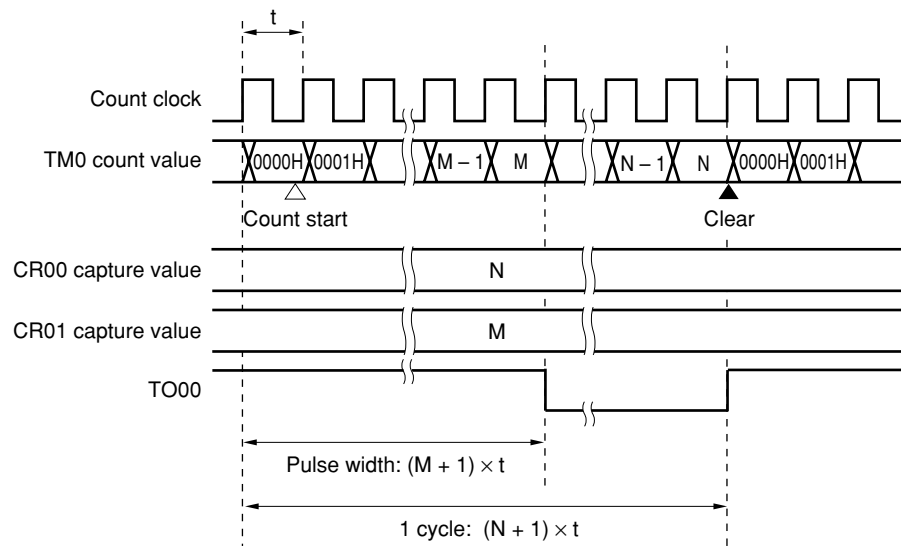 t
Count clock
TM0 count value
0000H 0001H M – 1 M N – 1 N 0000H 0001H
Count start
Clear
CR00 capture value
N
CR01 capture value
M
TO00
Pulse width: (M + 1) × t
1 cycle: (N + 1) × t